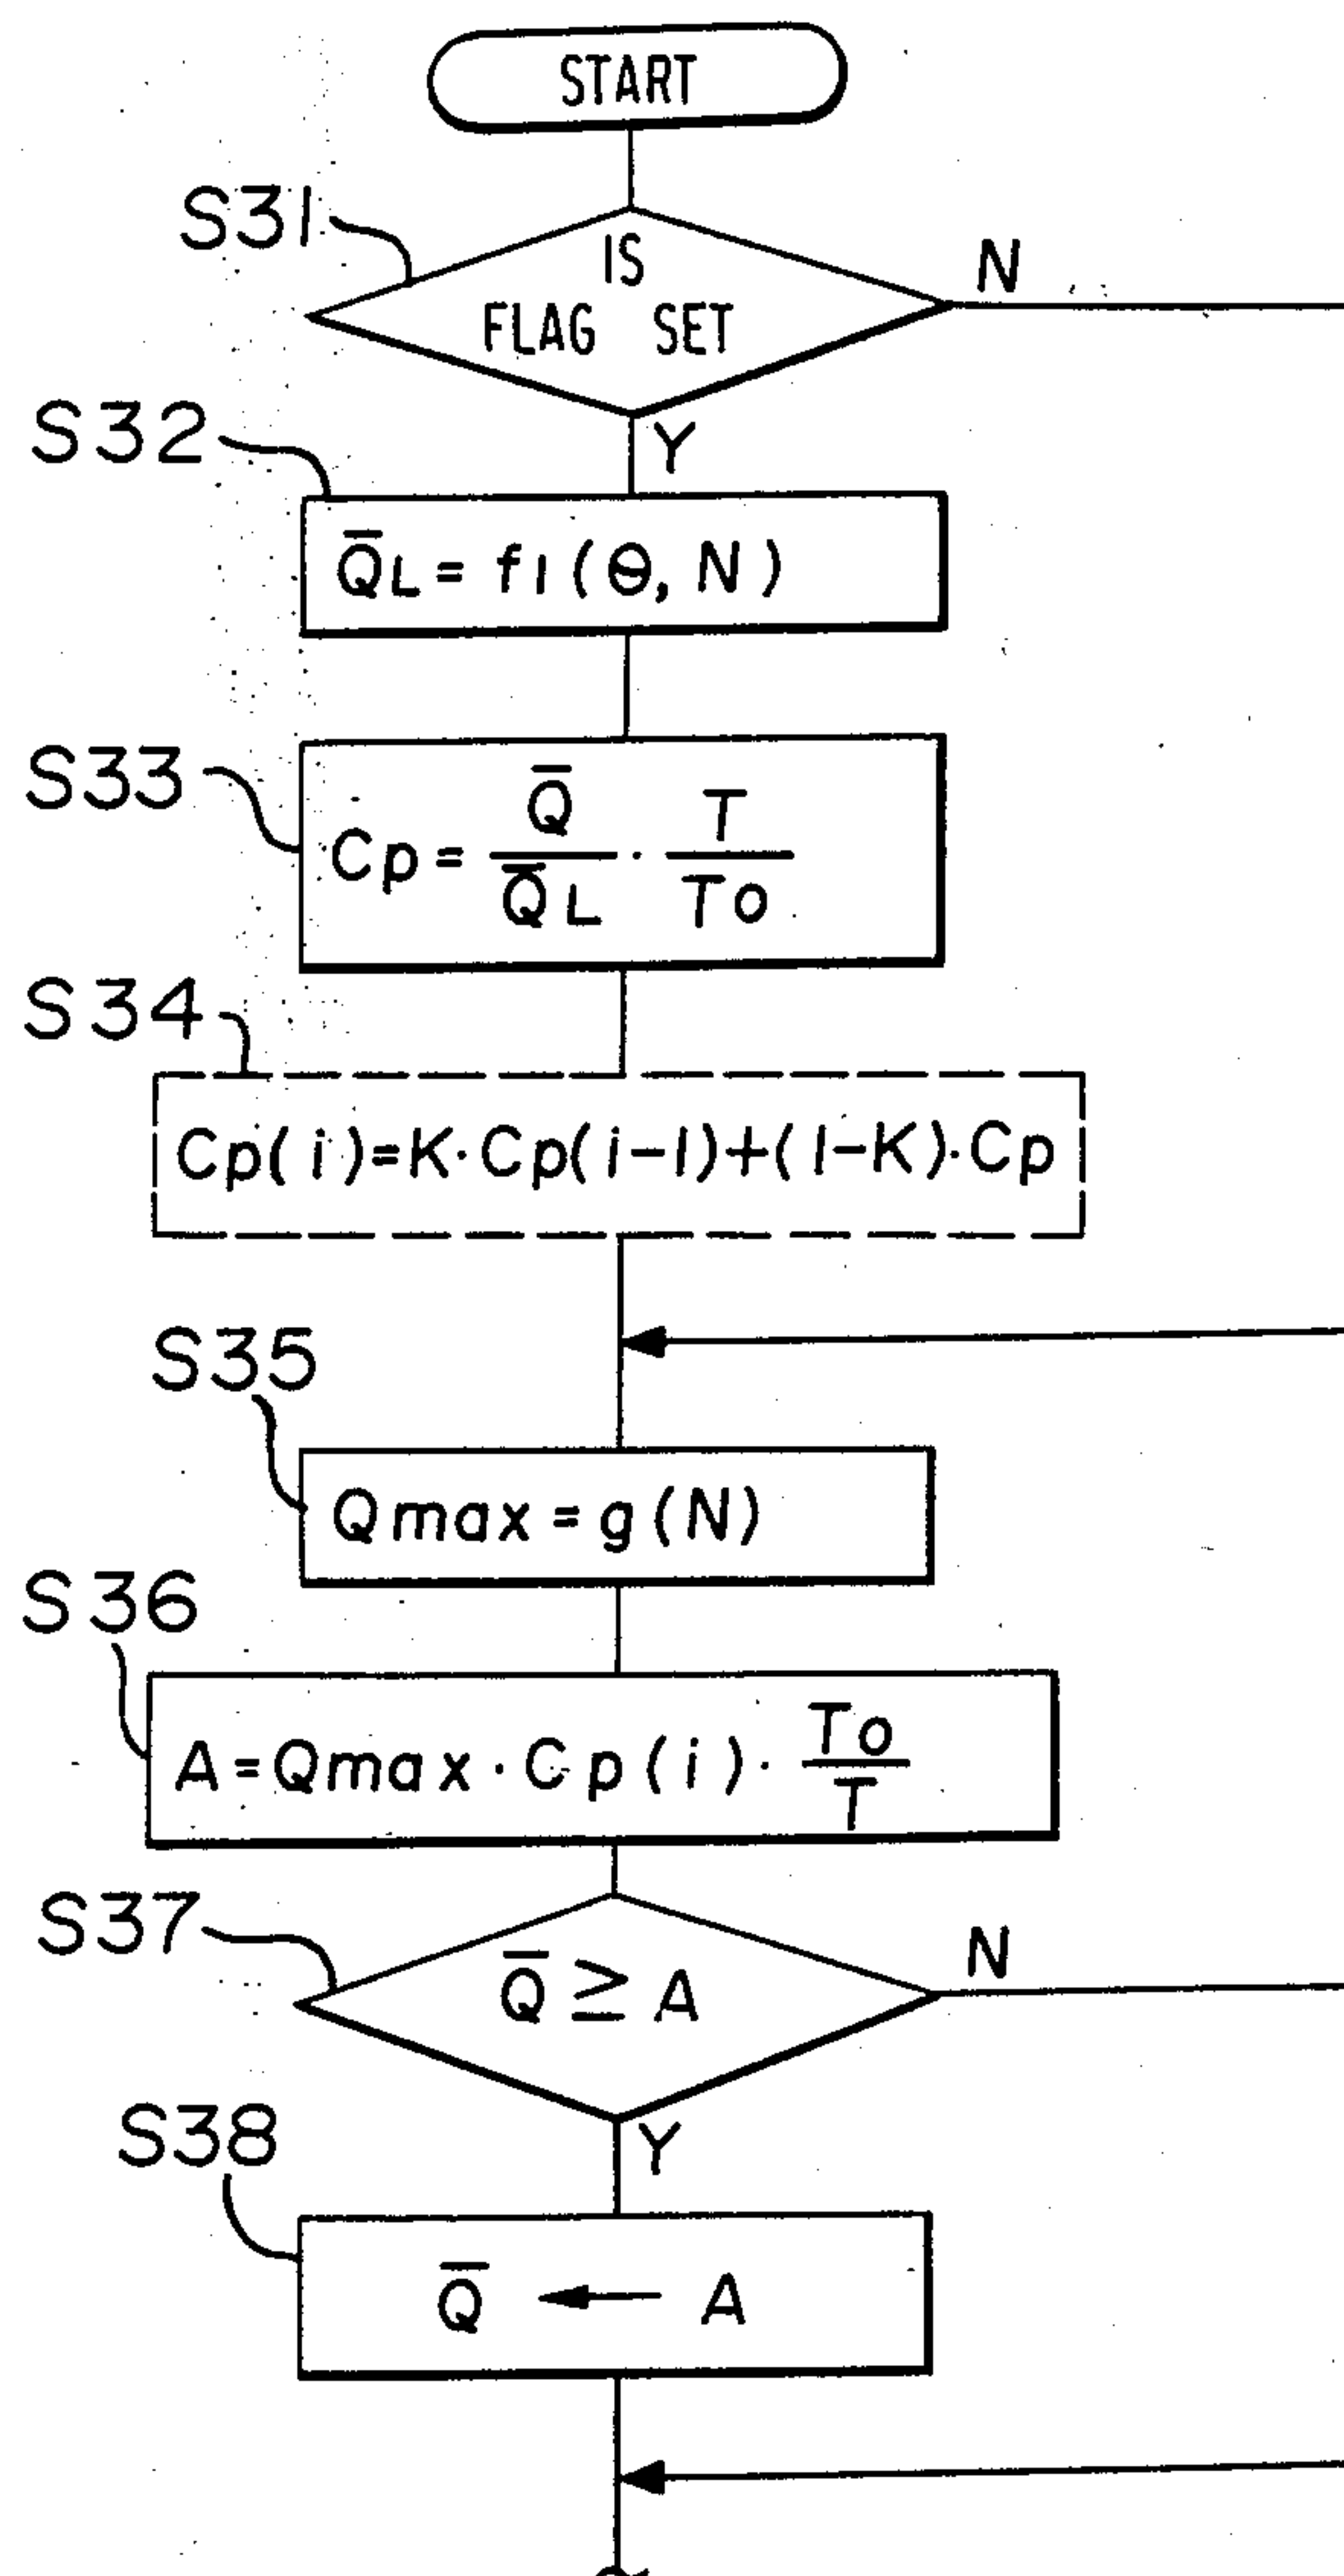 START
S31
IS
FLAG SET
N
Y
S32
Q̄L = f1(Θ, N)
S33
Cp = Q̄/Q̄L · T/To
S34
Cp(i)=K·Cp(i-1)+(1-K)·Cp
S35
Qmax = g(N)
S36
A=Qmax·Cp(i)·To/T
S37
Q̄ ≥ A
N
Y
S38
Q̄ ← A